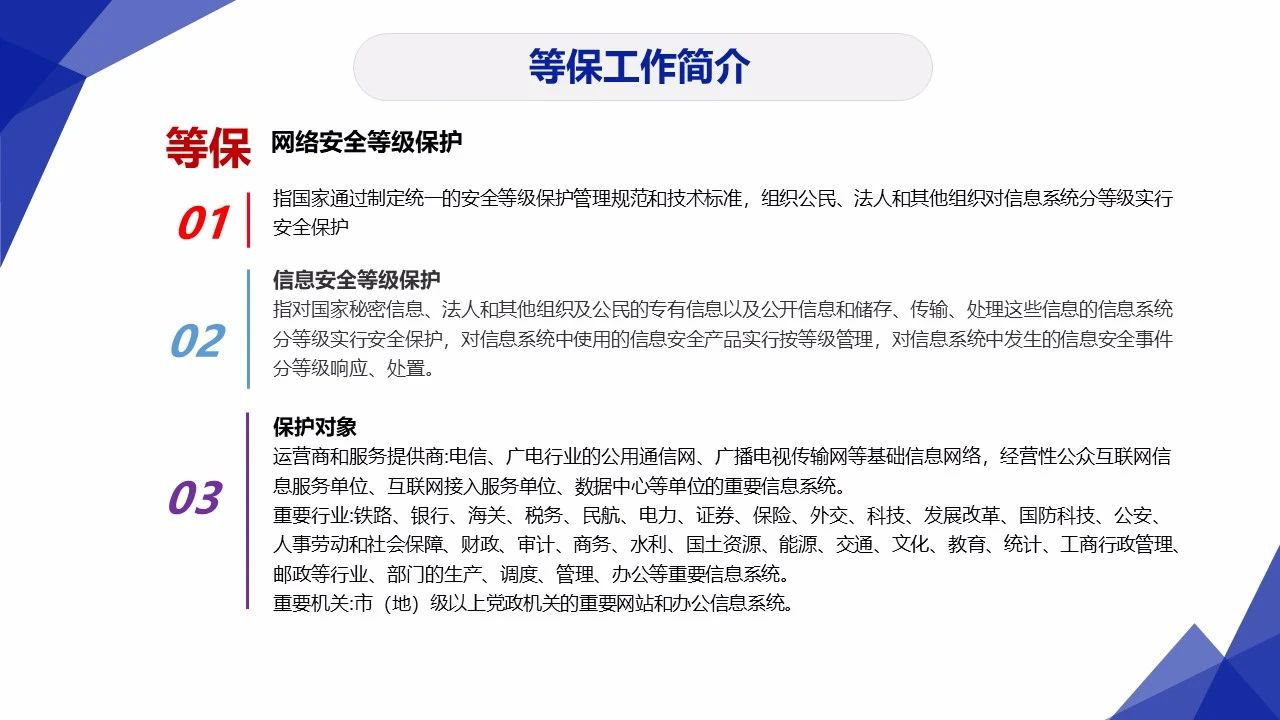 等保工作简介
等保 网络安全等级保护
01
指国家通过制定统一的安全等级保护管理规范和技术标准，组织公民、法人和其他组织对信息系统分等级实行
安全保护
02
信息安全等级保护
指对国家秘密信息、法人和其他组织及公民的专有信息以及公开信息和储存、传输、处理这些信息的信息系统
分等级实行安全保护，对信息系统中使用的信息安全产品实行按等级管理，对信息系统中发生的信息安全事件
分等级响应、处置。
03
保护对象
运营商和服务提供商:电信、广电行业的公用通信网、广播电视传输网等基础信息网络，经营性公众互联网信
息服务单位、互联网接入服务单位、数据中心等单位的重要信息系统。
重要行业:铁路、银行、海关、税务、民航、电力、证券、保险、外交、科技、发展改革、国防科技、公安、
人事劳动和社会保障、财政、审计、商务、水利、国土资源、能源、交通、文化、教育、统计、工商行政管理、
邮政等行业、部门的生产、调度、管理、办公等重要信息系统。
重要机关:市（地）级以上党政机关的重要网站和办公信息系统。